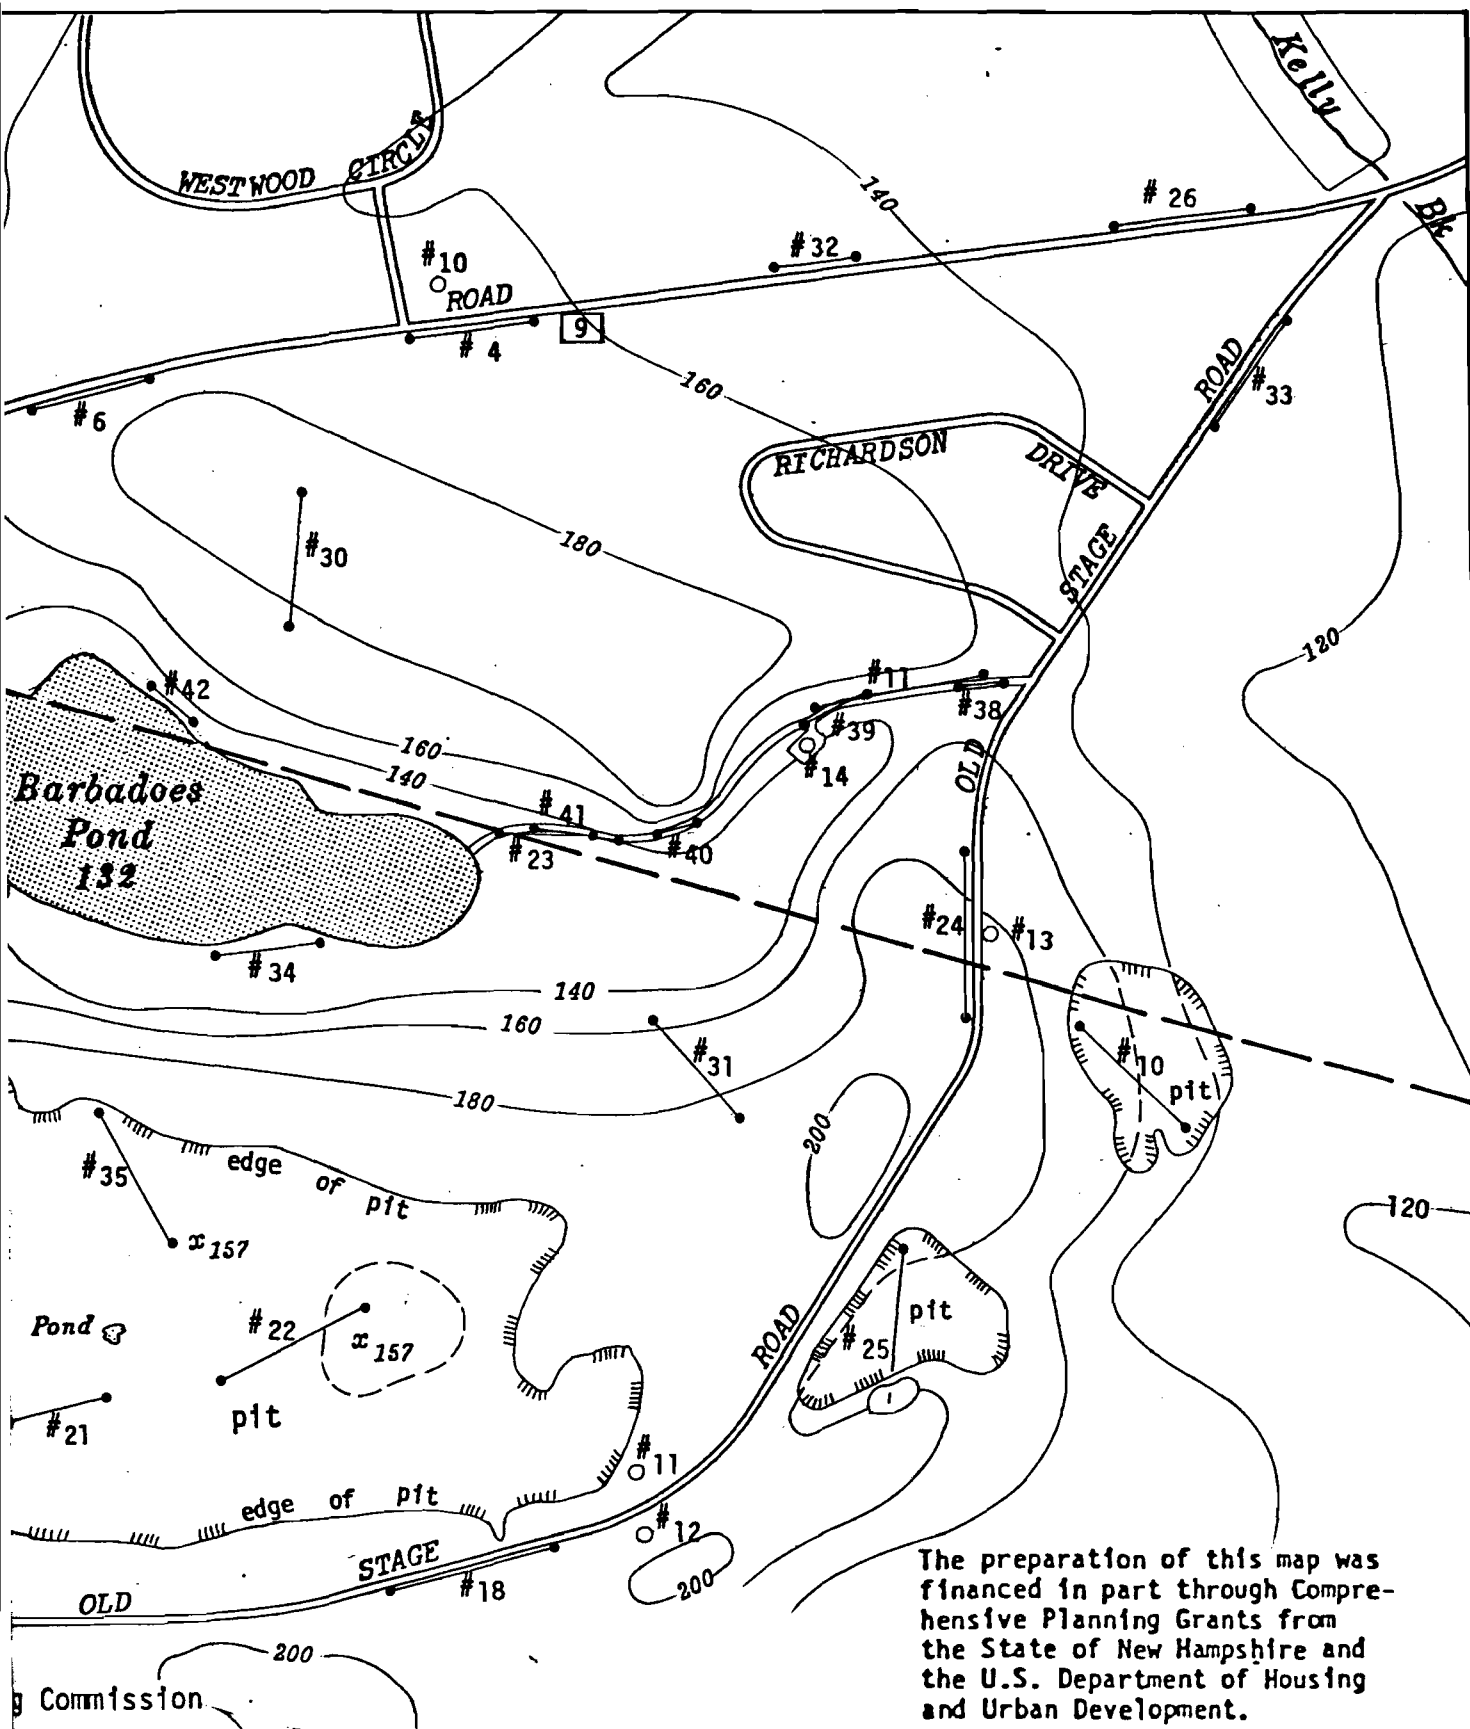 Kelly
Bk
WESTWOOD CIRCLE
140
# 26
#32
#10
ROAD
9
# 4
160
#6
ROAD
#33
RICHARDSON
DRIVE
180
#30
STAGE
120
#42
#11
#38
#39
160
140
#14
OLD
Barbadoes
Pond
132
#41
#23
#40
#24
#13
#34
140
160
#31
#10
pit
180
200
#35
edge of pit
x 157
120
Pond
#22
x 157
pit
# 25
ROAD
#21
pit
#11
edge of pit
#12
STAGE
#18
200
OLD
200
g Commission
The preparation of this map was
financed in part through Compre-
hensive Planning Grants from
the State of New Hampshire and
the U.S. Department of Housing
and Urban Development.